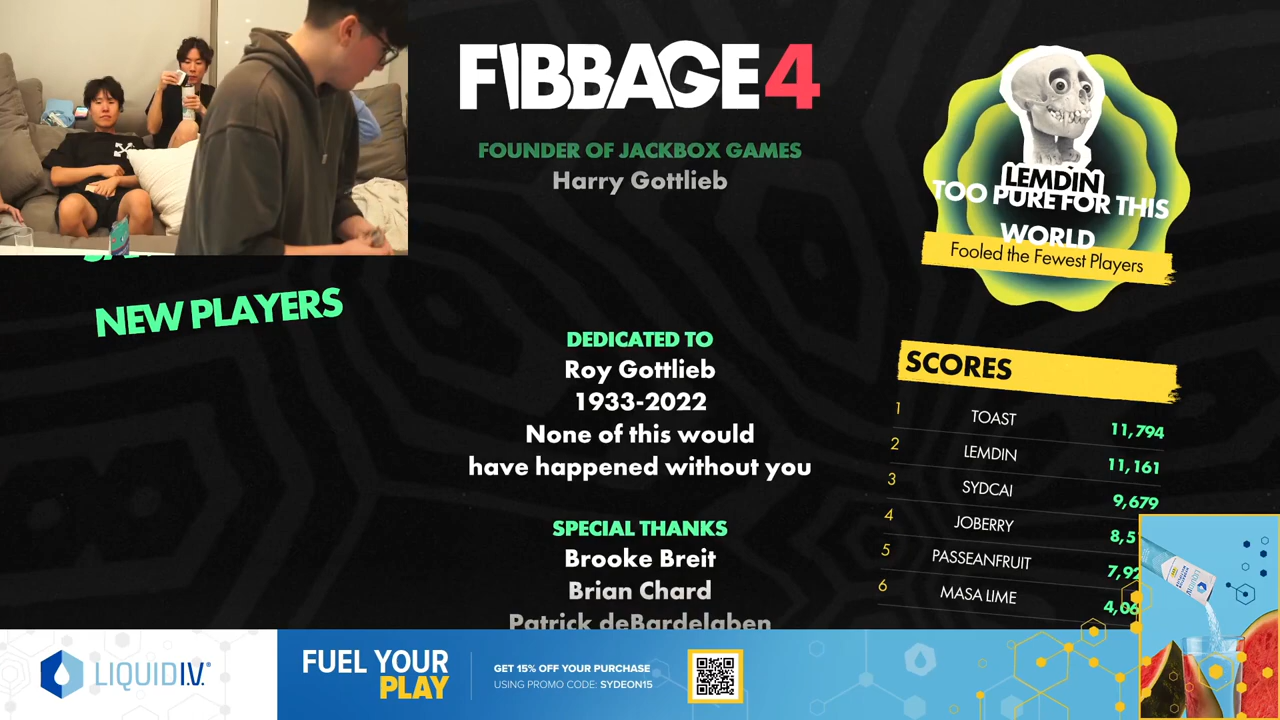 FIBBAGE 4
FOUNDER OF JACKBOX GAMES
Harry Gottlieb
NEW PLAYERS
DEDICATED TO
Roy Gottlieb
1933-2022
None of this would
have happened without you
SPECIAL THANKS
Brooke Breit
Brian Chard
Patrick deBardelaben
LEMDIN
TOO PURE FOR THIS
WORLD
Fooled the Fewest Players
SCORES
1 TOAST 11,794
2 LEMDIN 11,161
3 SYDCAI 9,679
4 JOBERRY
5 PASSEANFRUIT
6 MASA LIME
LIQUID I.V.
FUEL YOUR
PLAY
GET 15% OFF YOUR PURCHASE
USING PROMO CODE: SYDEON15